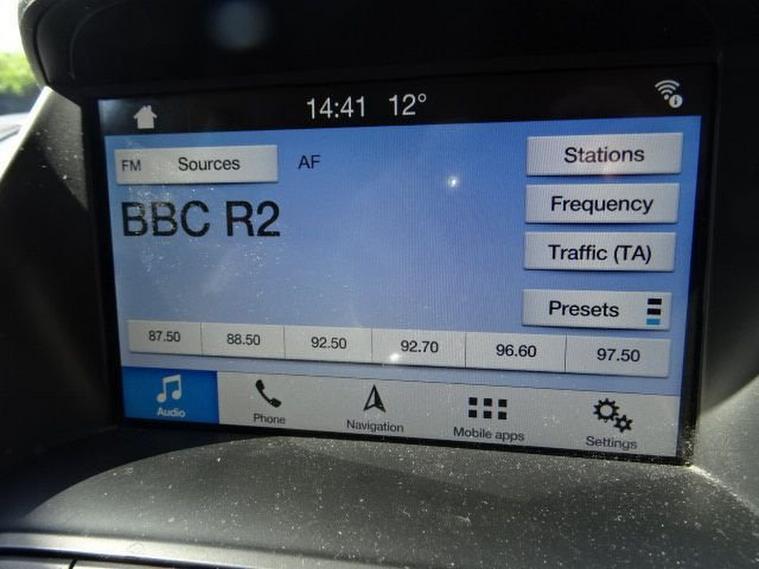 14:41 12°
FM Sources AF
BBC R2
Stations
Frequency
Traffic (TA)
Presets
87.50 88.50 92.50 92.70 96.60 97.50
Audio Phone Navigation Mobile apps Settings